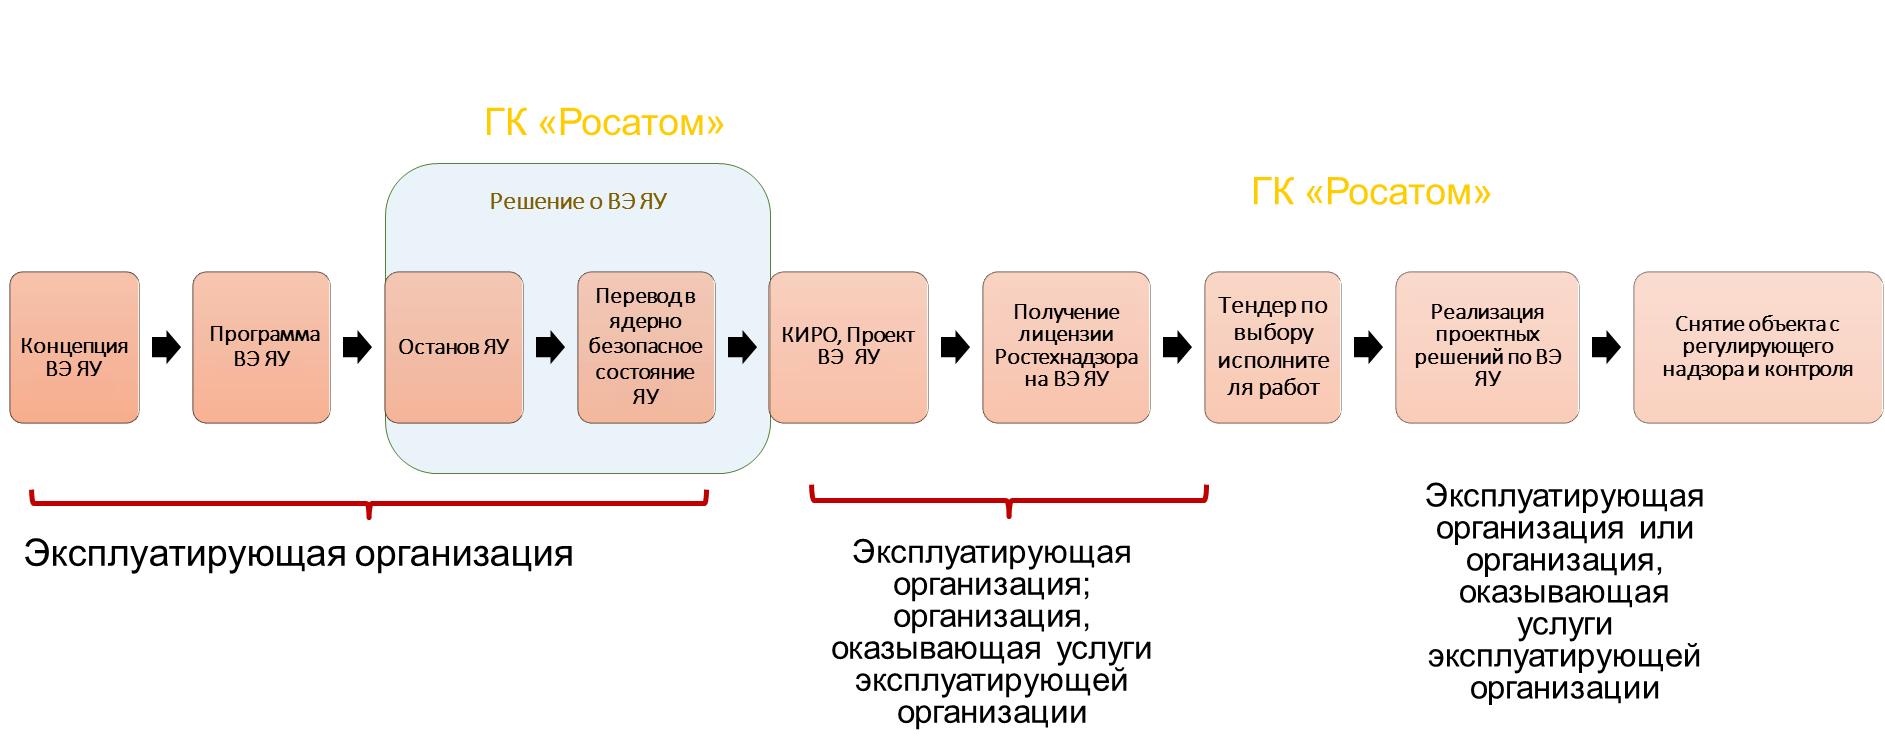 ГК «Росатом»
ГК «Росатом»
Решение о ВЭ ЯУ
Концепция
ВЭ ЯУ
Программа
ВЭ ЯУ
Останов ЯУ
Перевод в
ядерно
безопасное
состояние
ЯУ
КИРО, Проект
ВЭ ЯУ
Получение
лицензии
Ростехнадзора
на ВЭ ЯУ
Тендер по
выбору
исполните
ля работ
Реализация
проектных
решений по ВЭ
ЯУ
Снятие объекта с
регулирующего
надзора и контроля
Эксплуатирующая организация
Эксплуатирующая
организация;
организация,
оказывающая услуги
эксплуатирующей
организации
Эксплуатирующая
организация или
организация,
оказывающая
услуги
эксплуатирующей
организации